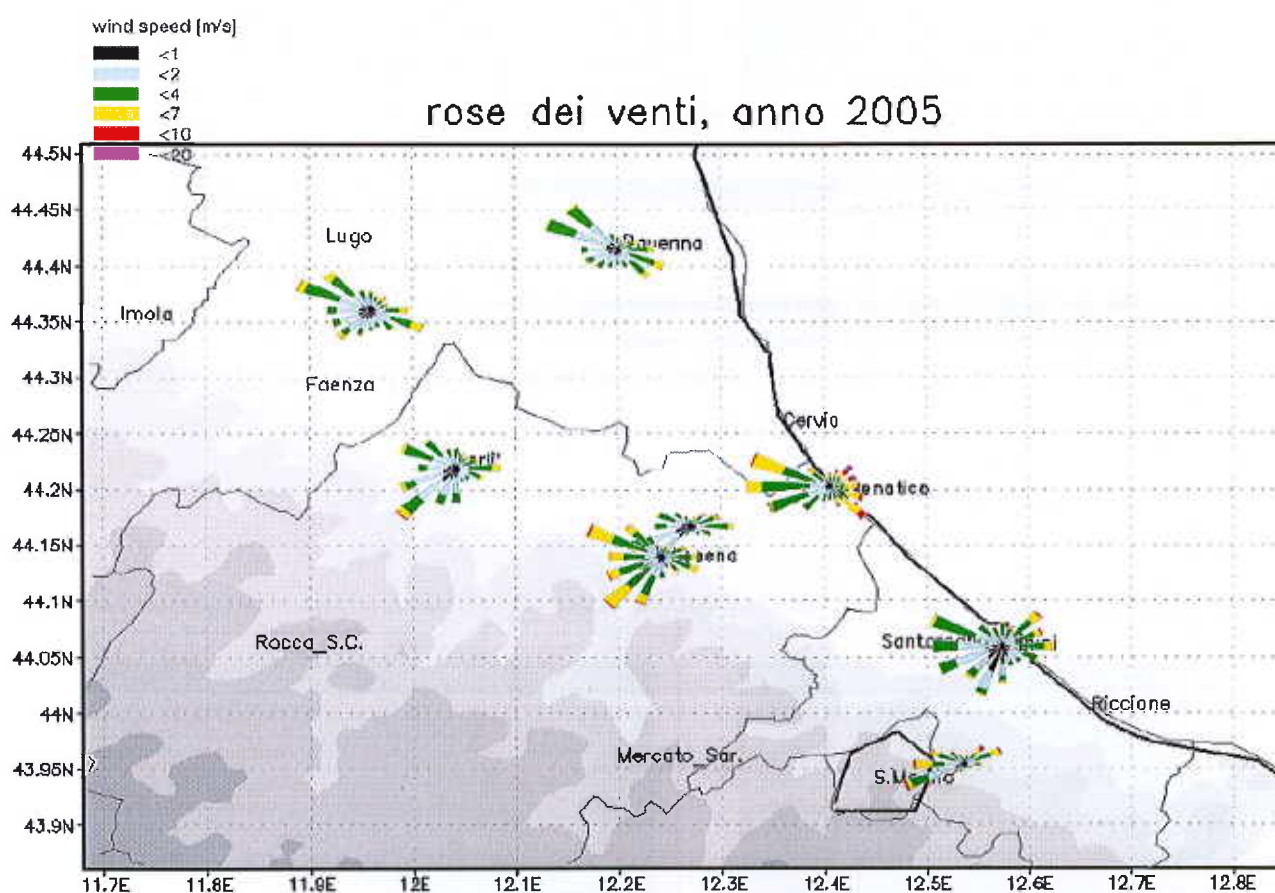 wind speed [m/s]
<1
<2
<4
<7
<10
<20
rose dei venti, anno 2005
44.5N
44.45N
44.4N
44.35N
44.3N
44.25N
44.2N
44.15N
44.1N
44.05N
44N
43.95N
43.9N
Lugo
Ravenna
Imola
Faenza
Cervia
Rocca_S.C.
Riccione
Mercato_Sar.
11.7E 11.8E 11.9E 12E 12.1E 12.2E 12.3E 12.4E 12.5E 12.6E 12.7E 12.8E